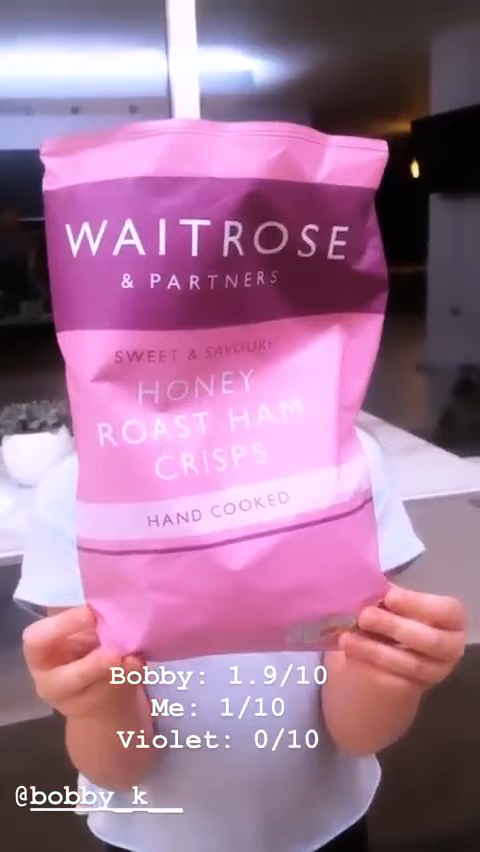 WAITROSE
& PARTNERS
SWEET & SAVOURY
HONEY
ROAST HAM
CRISPS
HAND COOKED
Bobby: 1.9/10
Me: 1/10
Violet: 0/10
@bobby_k__